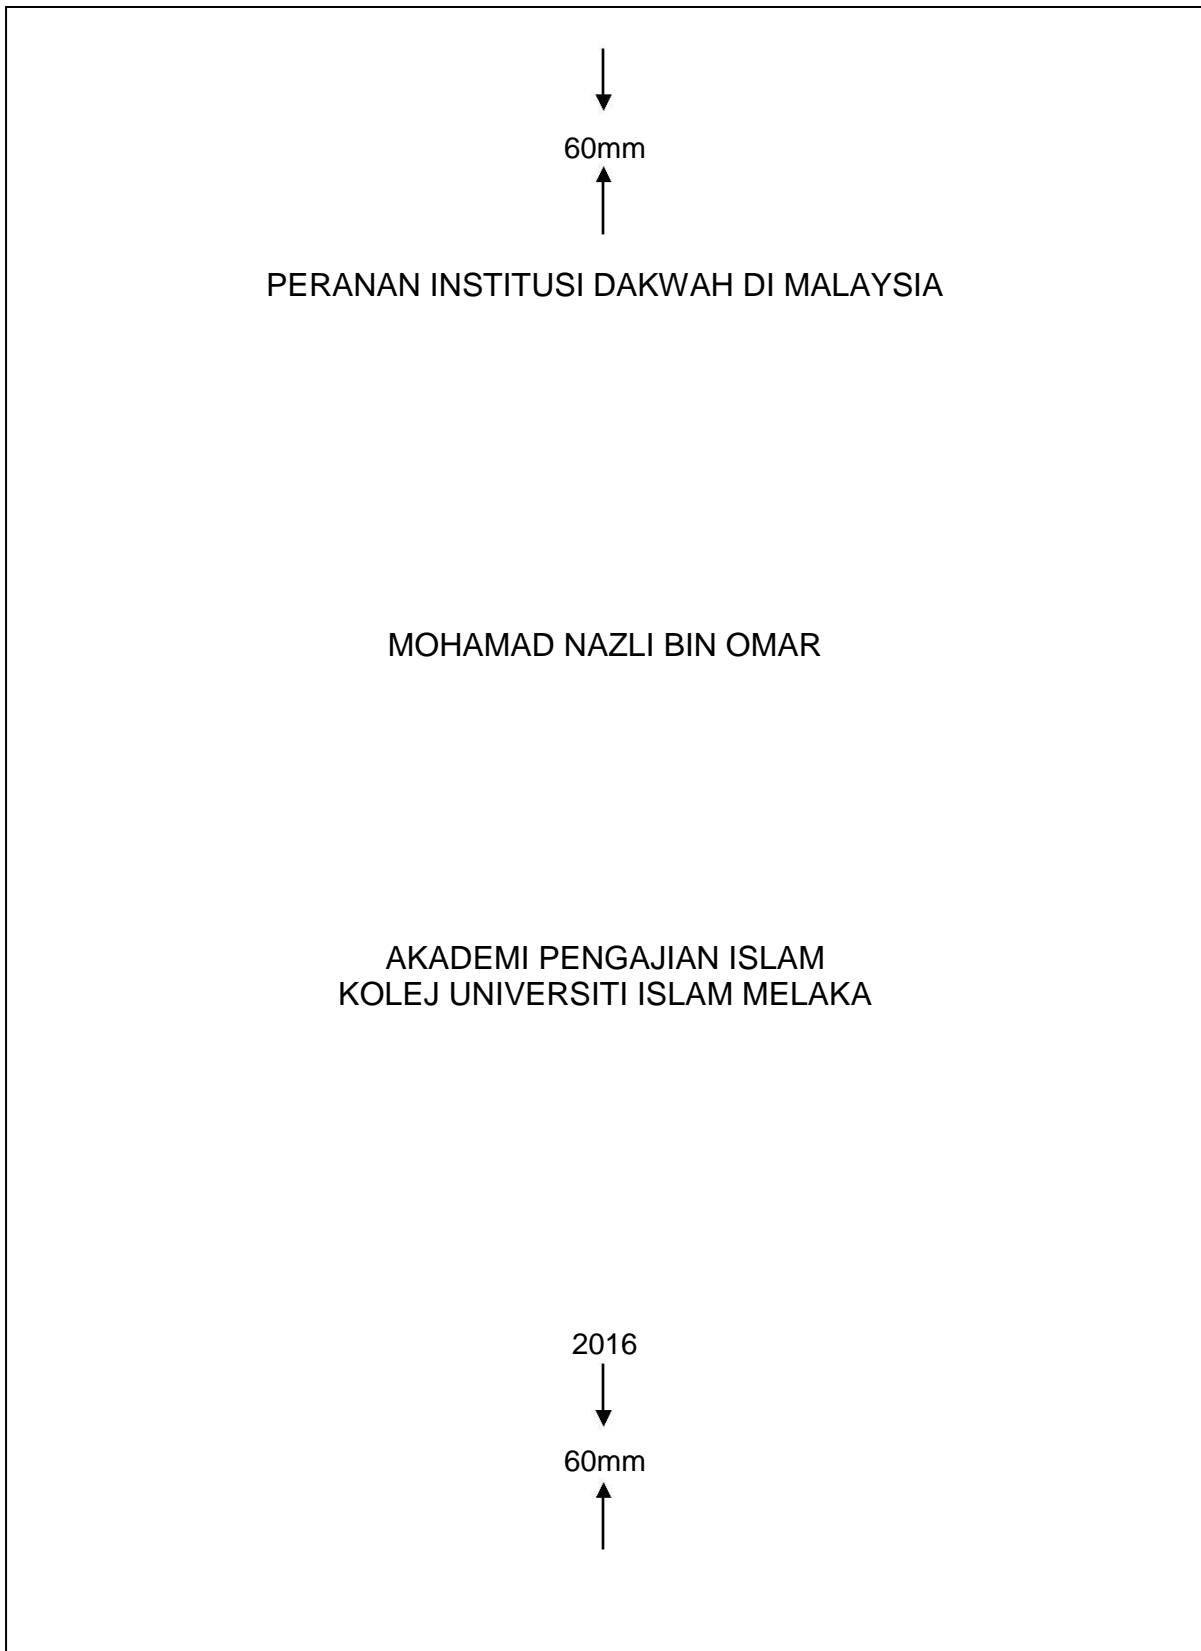 60mm
PERANAN INSTITUSI DAKWAH DI MALAYSIA
MOHAMAD NAZLI BIN OMAR
AKADEMI PENGAJIAN ISLAM
KOLEJ UNIVERSITI ISLAM MELAKA
2016
60mm